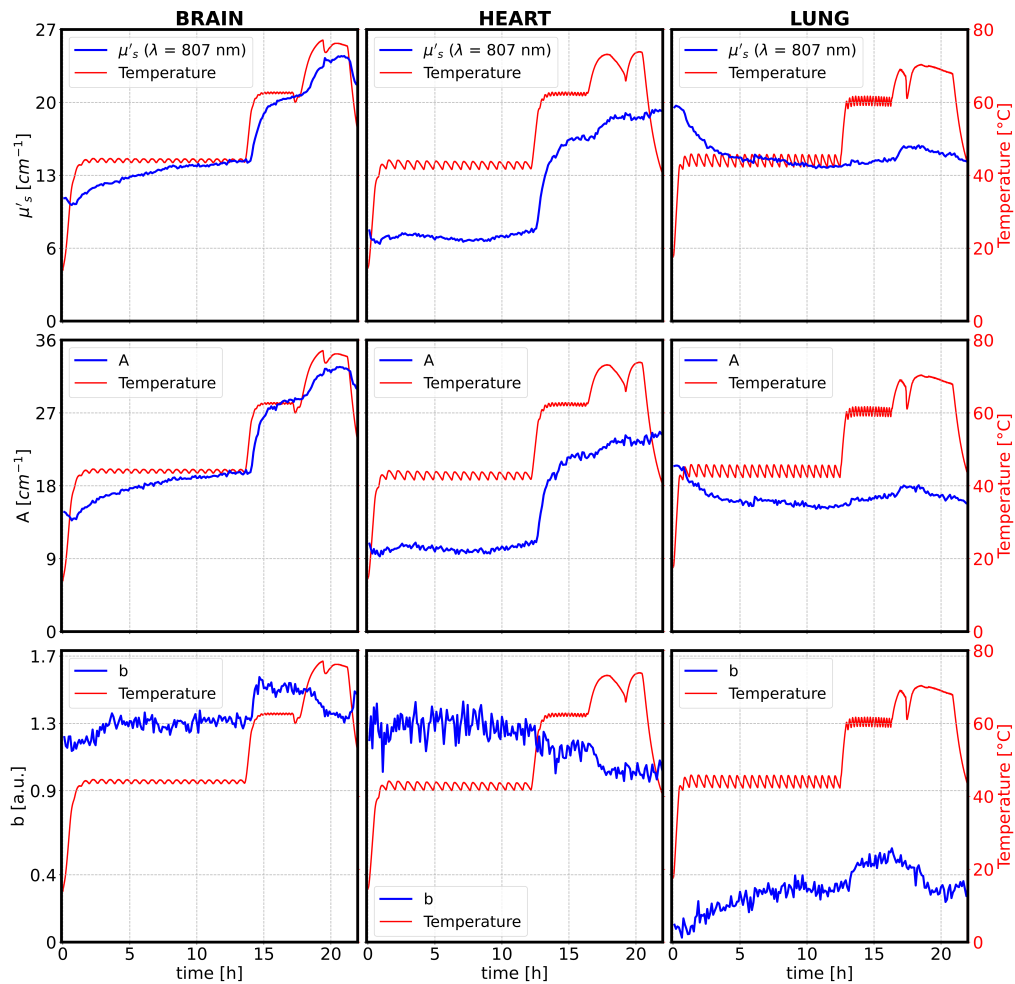 BRAIN HEART LUNG
27 80
μ's (λ = 807 nm) μ's (λ = 807 nm) μ's (λ = 807 nm)
Temperature Temperature Temperature
20 60
μ's [cm⁻¹] Temperature [°C]
13 40
6 20
0 0
36 80
A A A
Temperature Temperature Temperature
27 60
A [cm⁻¹] Temperature [°C]
18 40
9 20
0 0
1.7 80
b b
Temperature Temperature
1.3 60
b [a.u.] Temperature [°C]
0.9 40
0.4 20
b
Temperature
0 0
0 5 10 15 20 0 5 10 15 20 0 5 10 15 20
time [h] time [h] time [h]